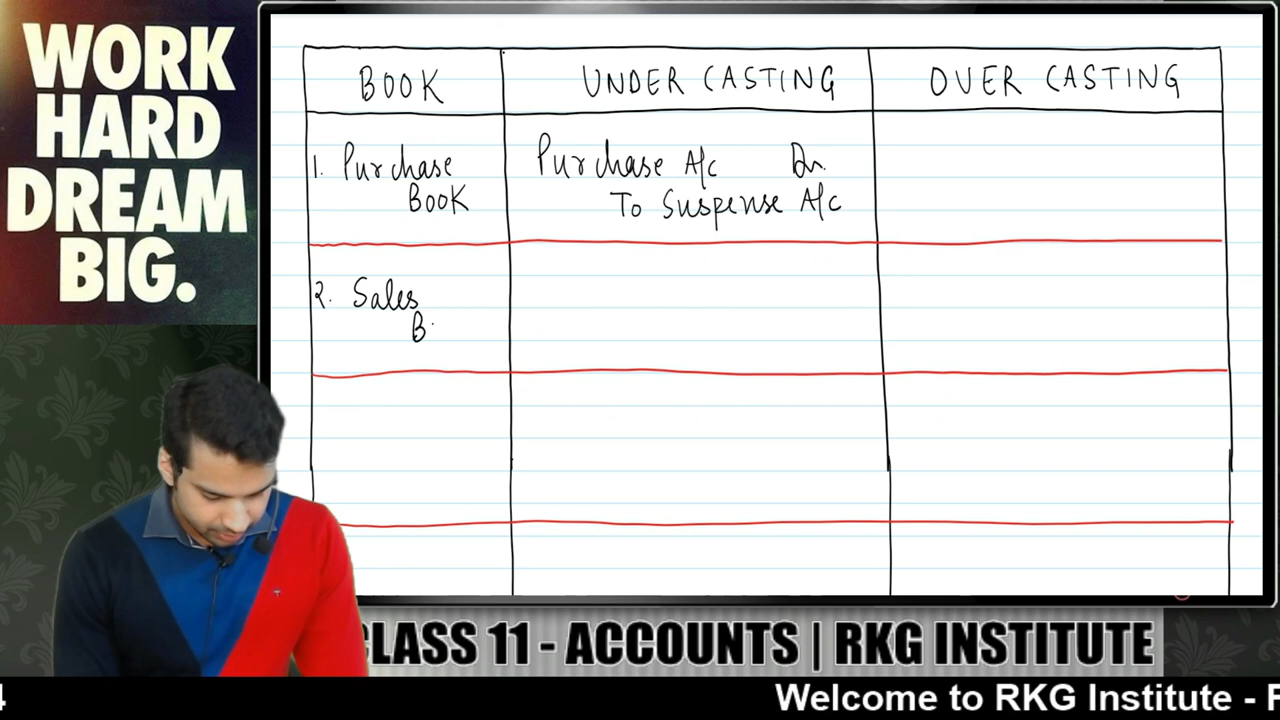 WORK
HARD
DREAM
BIG.
BOOK UNDER CASTING OVER CASTING
1. Purchase Book
Purchase A/c Dr.
To Suspense A/c
2. Sales
B
CLASS 11 - ACCOUNTS | RKG INSTITUTE
4 Welcome to RKG Institute -